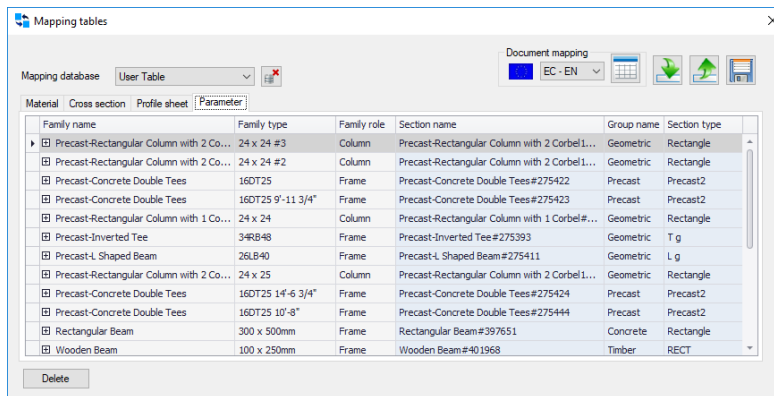 Mapping tables
Document mapping
Mapping database User Table EC - EN
Material Cross section Profile sheet Parameter
Family name Family type Family role Section name Group name Section type
Precast-Rectangular Column with 2 Co... 24 x 24 #3 Column Precast-Rectangular Column with 2 Corbel1... Geometric Rectangle
Precast-Rectangular Column with 2 Co... 24 x 24 #2 Column Precast-Rectangular Column with 2 Corbel1... Geometric Rectangle
Precast-Concrete Double Tees 16DT25 Frame Precast-Concrete Double Tees#275422 Precast Precast2
Precast-Concrete Double Tees 16DT25 9'-11 3/4" Frame Precast-Concrete Double Tees#275423 Precast Precast2
Precast-Rectangular Column with 1 Co... 24 x 24 Column Precast-Rectangular Column with 1 Corbel#... Geometric Rectangle
Precast-Inverted Tee 34RB48 Frame Precast-Inverted Tee#275393 Geometric T g
Precast-L Shaped Beam 26LB40 Frame Precast-L Shaped Beam#275411 Geometric L g
Precast-Rectangular Column with 2 Co... 24 x 25 Column Precast-Rectangular Column with 2 Corbel1... Geometric Rectangle
Precast-Concrete Double Tees 16DT25 14'-6 3/4" Frame Precast-Concrete Double Tees#275424 Precast Precast2
Precast-Concrete Double Tees 16DT25 10'-8" Frame Precast-Concrete Double Tees#275444 Precast Precast2
Rectangular Beam 300 x 500mm Frame Rectangular Beam#397651 Concrete Rectangle
Wooden Beam 100 x 250mm Frame Wooden Beam#401968 Timber RECT
Delete